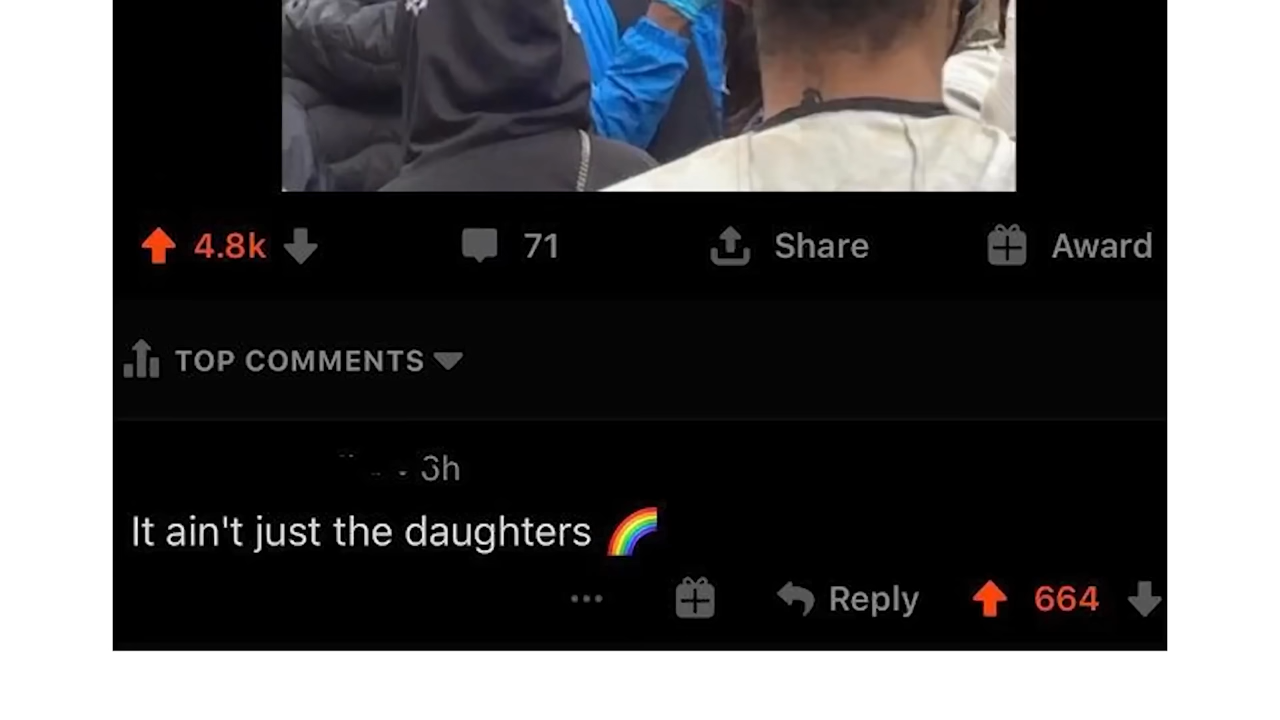 4.8k 71 Share Award
TOP COMMENTS
3h
It ain't just the daughters 🌈
Reply 664